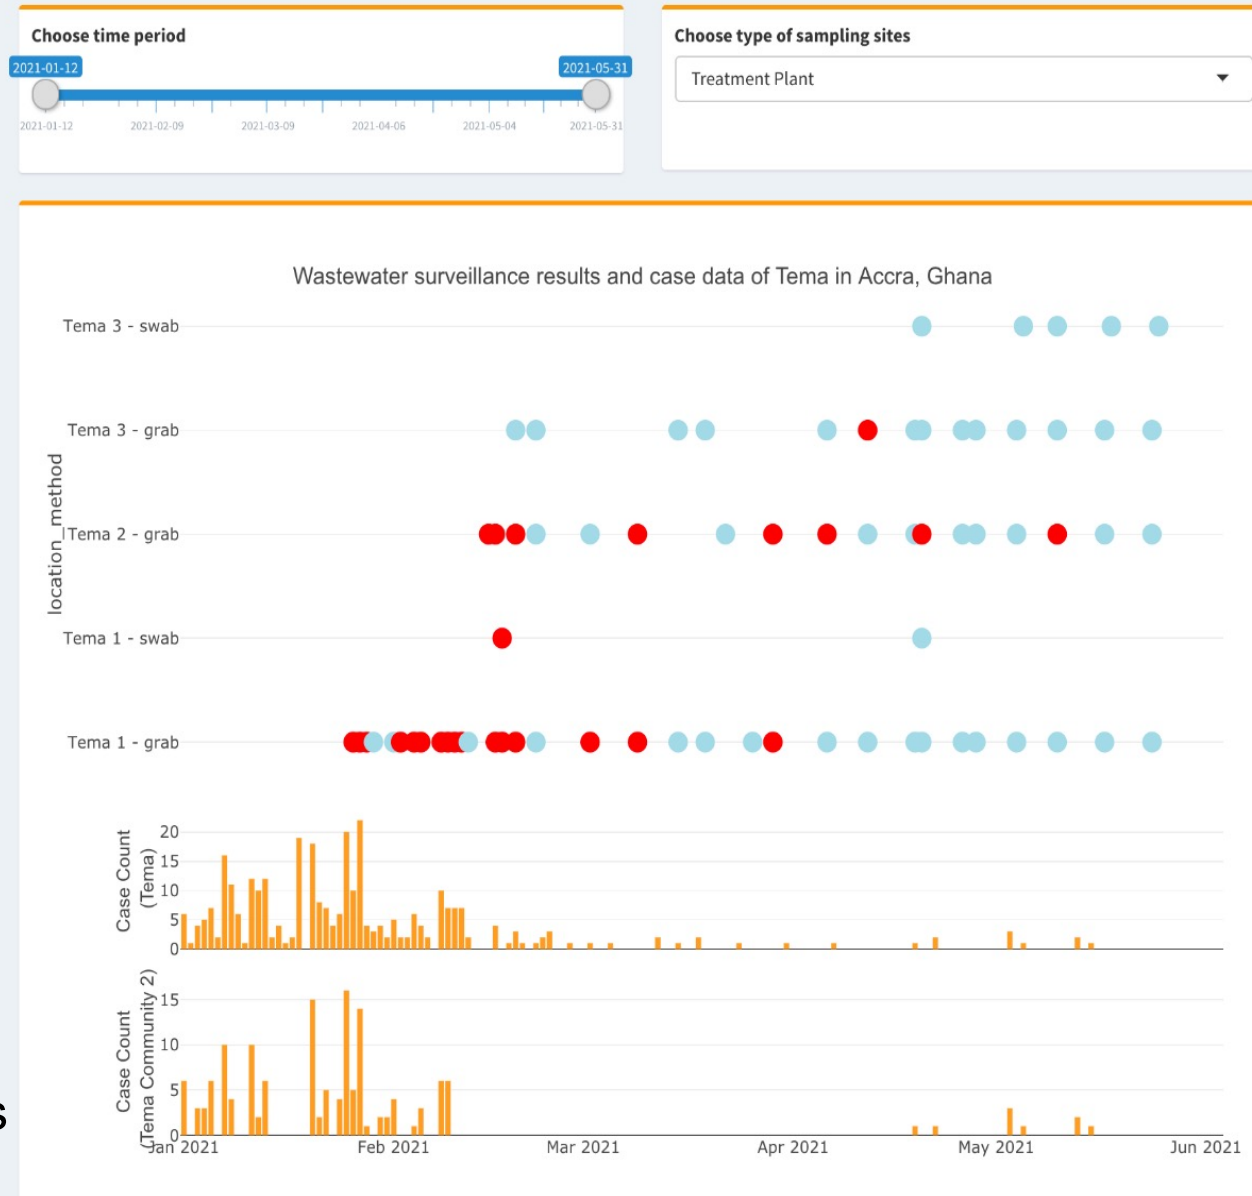 Choose time period
2021-01-12
2021-05-31
2021-01-12
2021-02-09
2021-03-09
2021-04-06
2021-05-04
2021-05-31
Choose type of sampling sites
Treatment Plant
Wastewater surveillance results and case data of Tema in Accra, Ghana
location_method
Tema 3 - swab
Tema 3 - grab
Tema 2 - grab
Tema 1 - swab
Tema 1 - grab
Case Count
(Tema)
20
15
10
5
0
Case Count
(Tema Community 2)
15
10
5
0
Jan 2021
Feb 2021
Mar 2021
Apr 2021
May 2021
Jun 2021
s